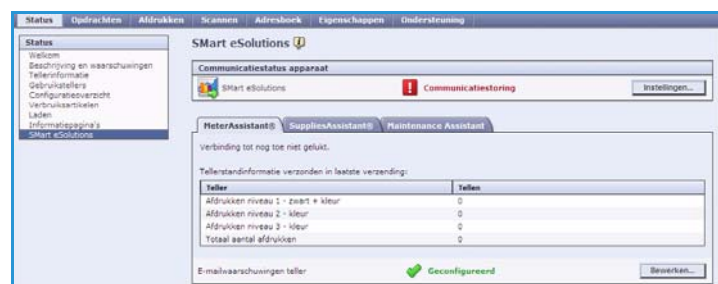 Status Opdrachten Afdrukken Scannen Adresboek Eigenschappen Ondersteuning
Status
Welkom
Beschrijving en waarschuwingen
Tellerinformatie
Gebruikstellers
Configuratieoverzicht
Verbruiksartikelen
Laden
Informatiepagina's
SMart eSolutions
SMart eSolutions
Communicatiestatus apparaat
SMart eSolutions Communicatiestoring Instellingen...
MeterAssistant® SuppliesAssistant® Maintenance Assistant
Verbinding tot nog toe niet gelukt.
Tellerstandinformatie verzonden in laatste verzending:
Teller Tellen
Afdrukken niveau 1 - zwart + kleur 0
Afdrukken niveau 2 - kleur 0
Afdrukken niveau 3 - kleur 0
Totaal aantal afdrukken 0
E-mailwaarschuwingen teller Geconfigureerd Bewerken...